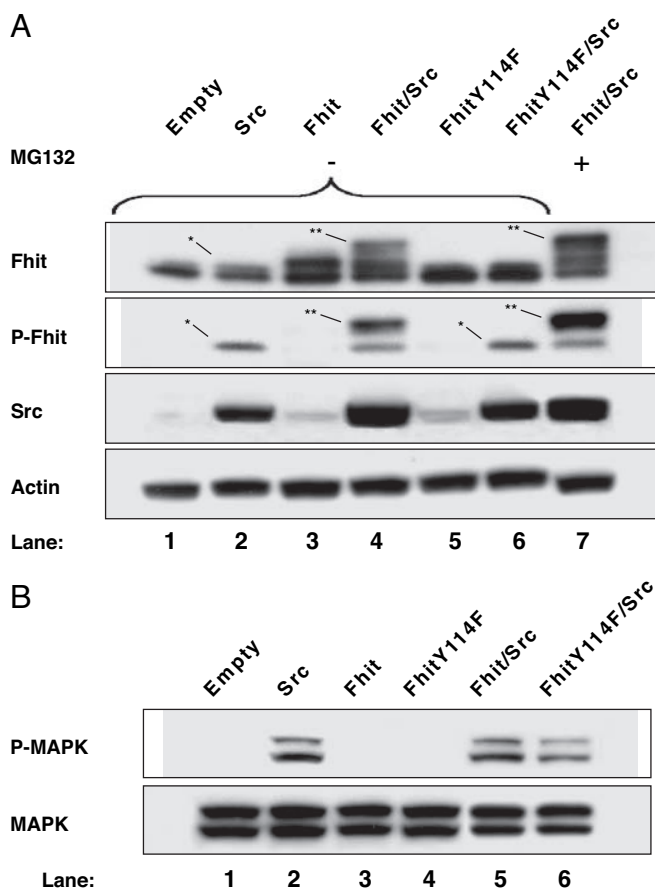 A
Empty Src Fhit Fhit/Src FhitY114F FhitY114F/Src Fhit/Src
MG132 - +
* ** **
Fhit
* ** * **
P-Fhit
Src
Actin
Lane: 1 2 3 4 5 6 7
B
Empty Src Fhit FhitY114F Fhit/Src FhitY114F/Src
P-MAPK
MAPK
Lane: 1 2 3 4 5 6